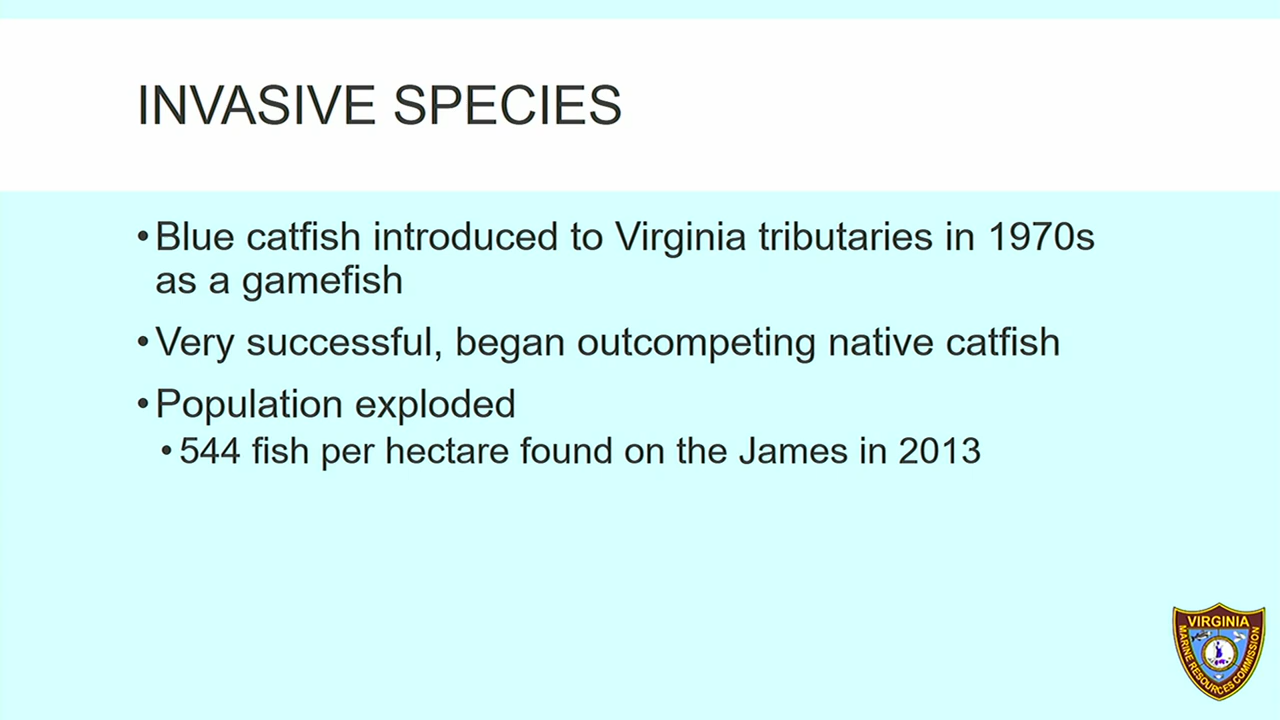 INVASIVE SPECIES
•Blue catfish introduced to Virginia tributaries in 1970s
as a gamefish
•Very successful, began outcompeting native catfish
•Population exploded
•544 fish per hectare found on the James in 2013
VIRGINIA
MARINE RESOURCES COMMISSION